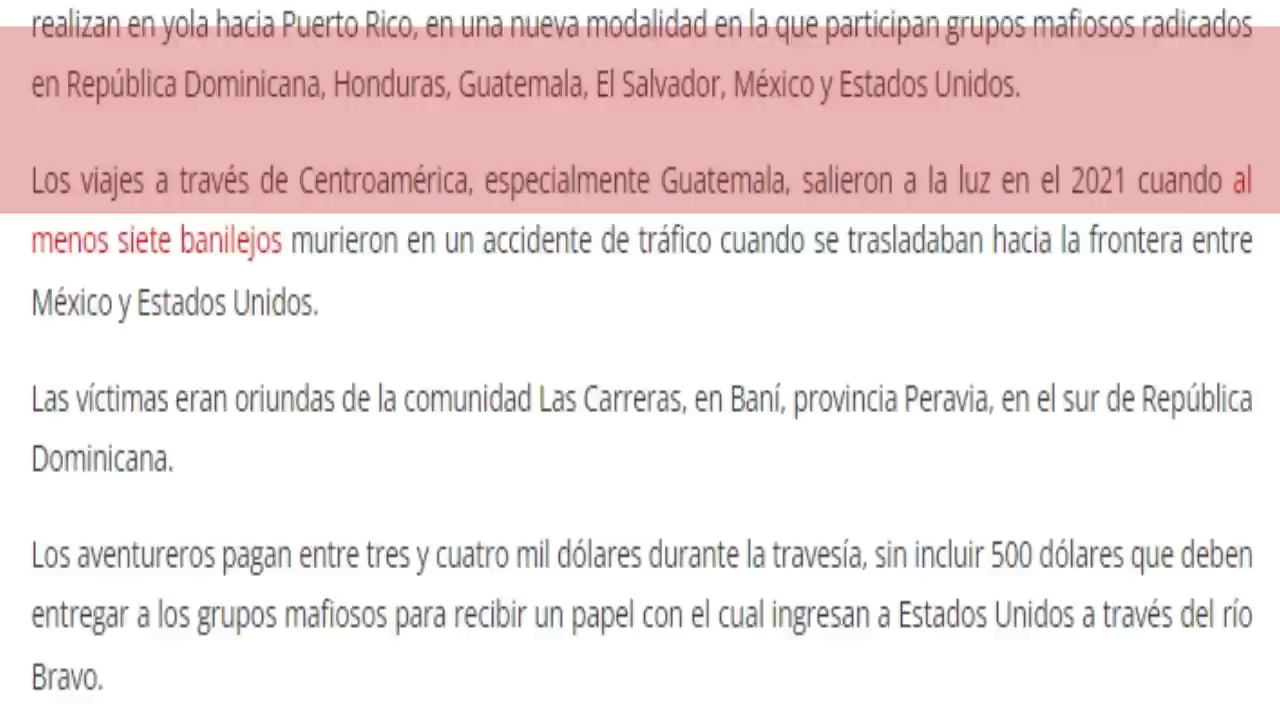 realizan en yola hacia Puerto Rico, en una nueva modalidad en la que participan grupos mafiosos radicados
en República Dominicana, Honduras, Guatemala, El Salvador, México y Estados Unidos.
Los viajes a través de Centroamérica, especialmente Guatemala, salieron a la luz en el 2021 cuando al
menos siete banilejos murieron en un accidente de tráfico cuando se trasladaban hacia la frontera entre
México y Estados Unidos.
Las víctimas eran oriundas de la comunidad Las Carreras, en Baní, provincia Peravia, en el sur de República
Dominicana.
Los aventureros pagan entre tres y cuatro mil dólares durante la travesía, sin incluir 500 dólares que deben
entregar a los grupos mafiosos para recibir un papel con el cual ingresan a Estados Unidos a través del río
Bravo.